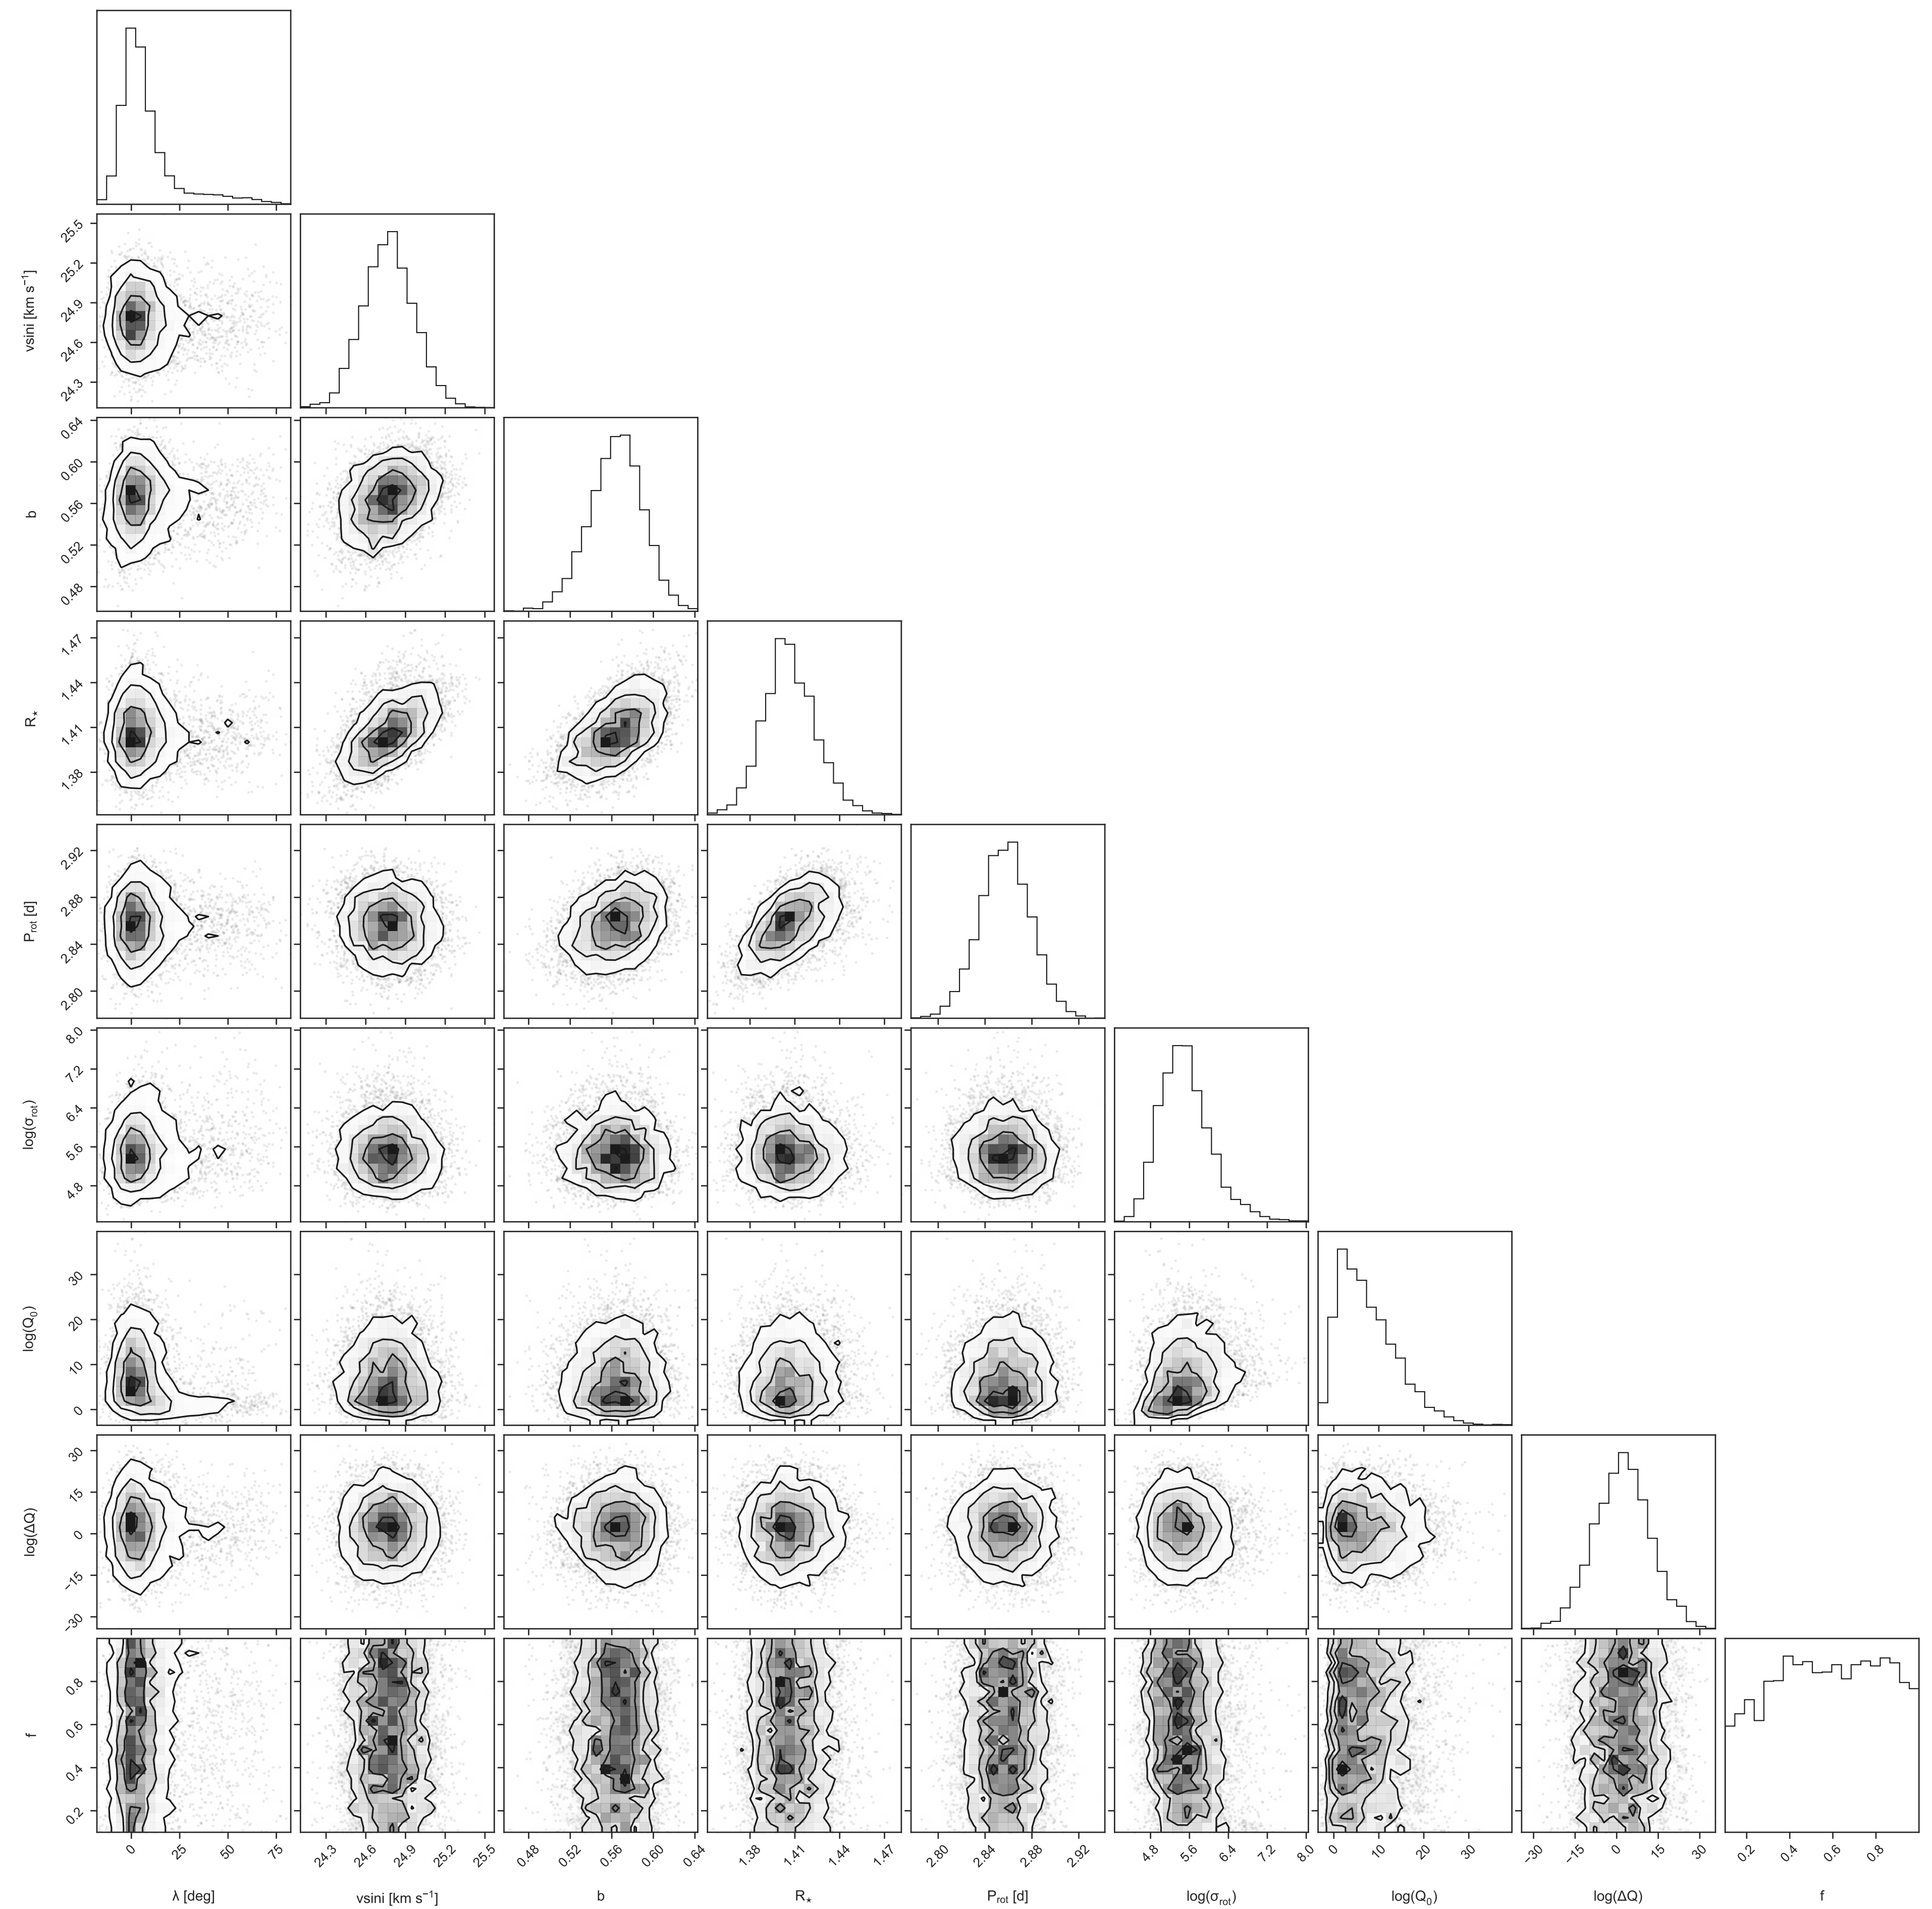 25.5
25.2
24.9
24.6
24.3
vsini [km s⁻¹]
0.64
0.60
0.56
0.52
0.48
b
1.47
1.44
1.41
1.38
R⋆
2.92
2.88
2.84
2.80
P_rot [d]
8.0
7.2
6.4
5.6
4.8
log(σ_rot)
30
20
10
0
log(Q₀)
30
15
0
−15
−30
log(ΔQ)
0.8
0.6
0.4
0.2
f
0 25 50 75
24.3 24.6 24.9 25.2 25.5
0.48 0.52 0.56 0.60 0.64
1.38 1.41 1.44 1.47
2.80 2.84 2.88 2.92
4.8 5.6 6.4 7.2 8.0
0 10 20 30
−30 −15 0 15 30
0.2 0.4 0.6 0.8
λ [deg]
vsini [km s⁻¹]
b
R⋆
P_rot [d]
log(σ_rot)
log(Q₀)
log(ΔQ)
f